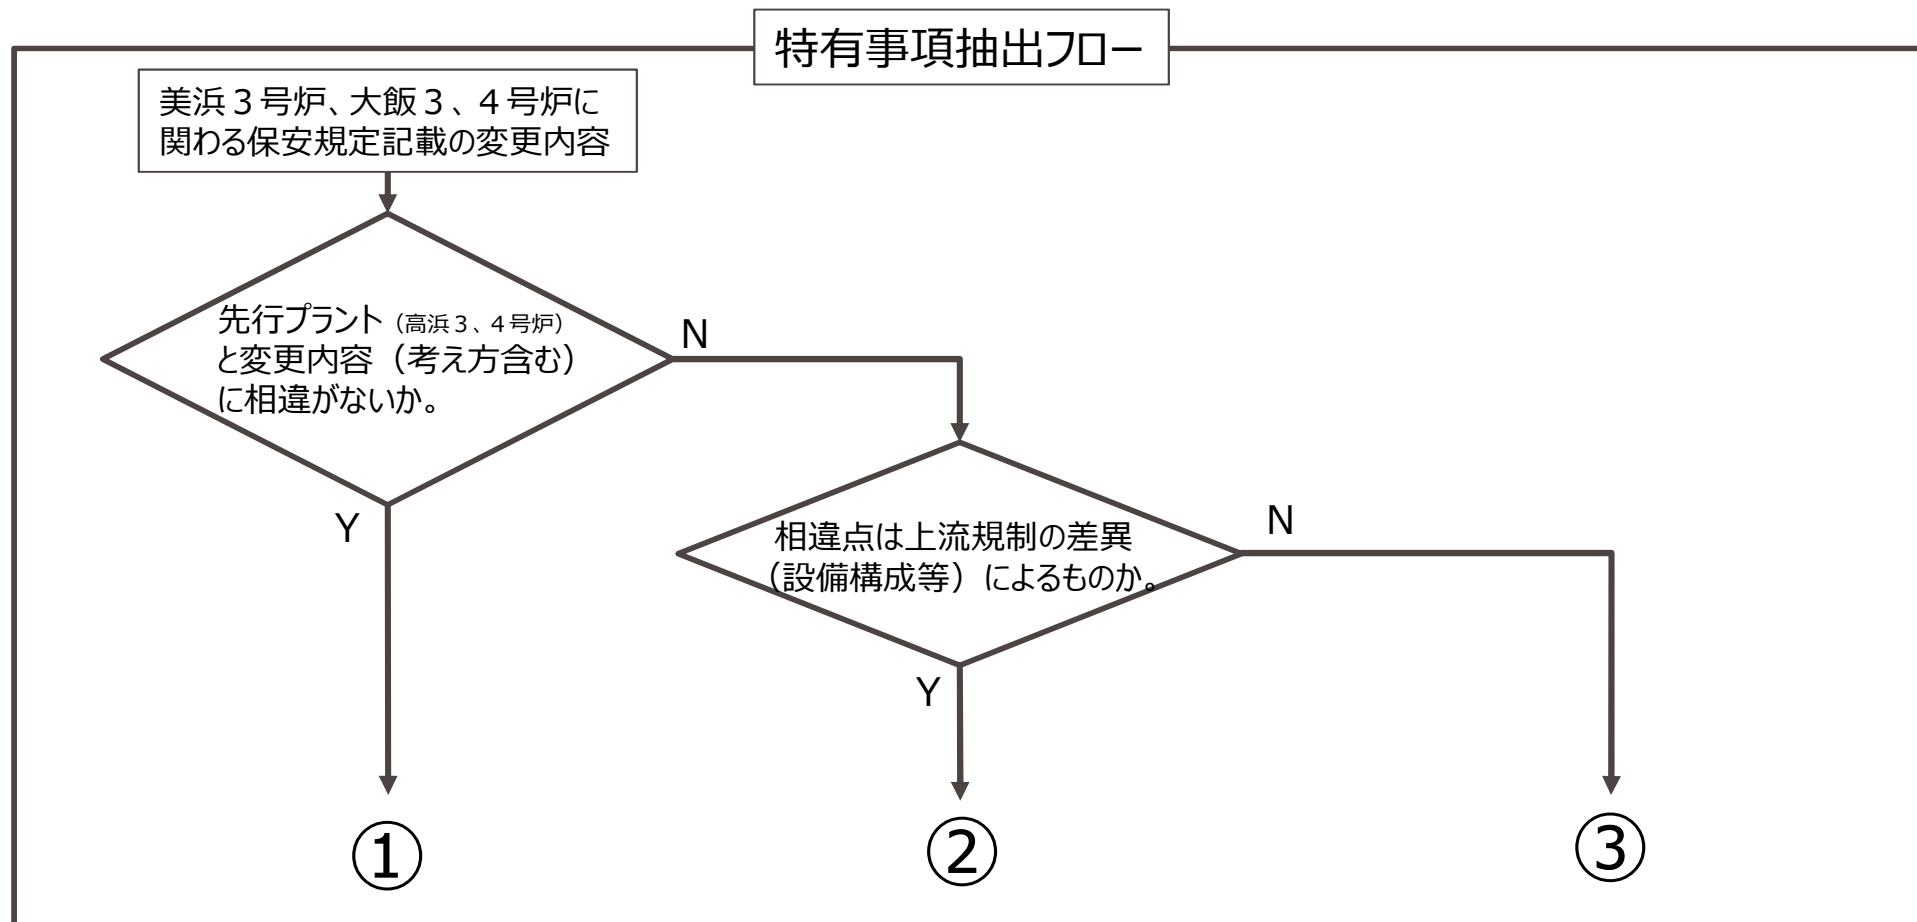 特有事項抽出フロー
美浜３号炉、大飯３、４号炉に
関わる保安規定記載の変更内容
先行プラント（高浜３、４号炉）
と変更内容（考え方含む）
に相違がないか。
N
Y
相違点は上流規制の差異
（設備構成等）によるものか。
N
Y
①
②
③